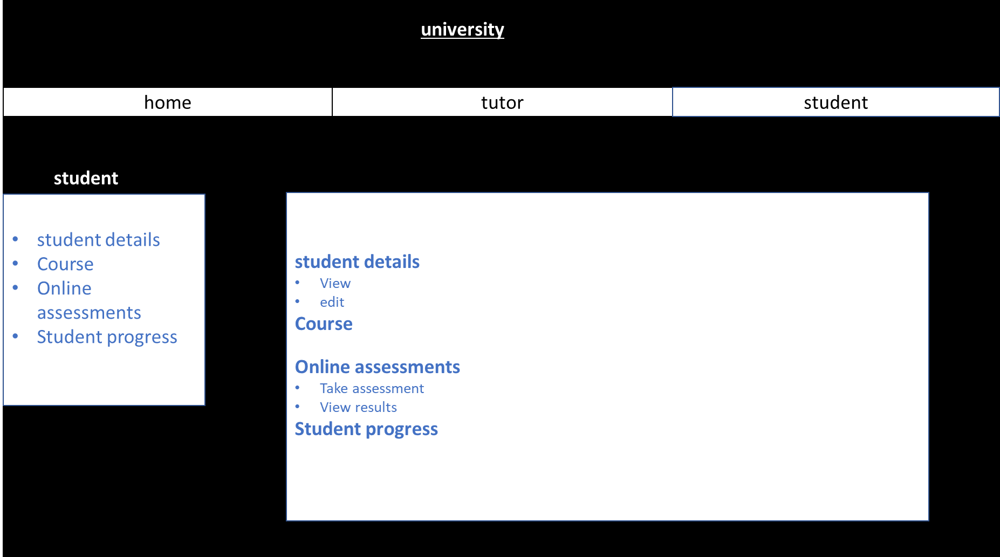 university
home
tutor
student
student
• student details
• Course
• Online
assessments
• Student progress
student details
• View
• edit
Course
Online assessments
• Take assessment
• View results
Student progress